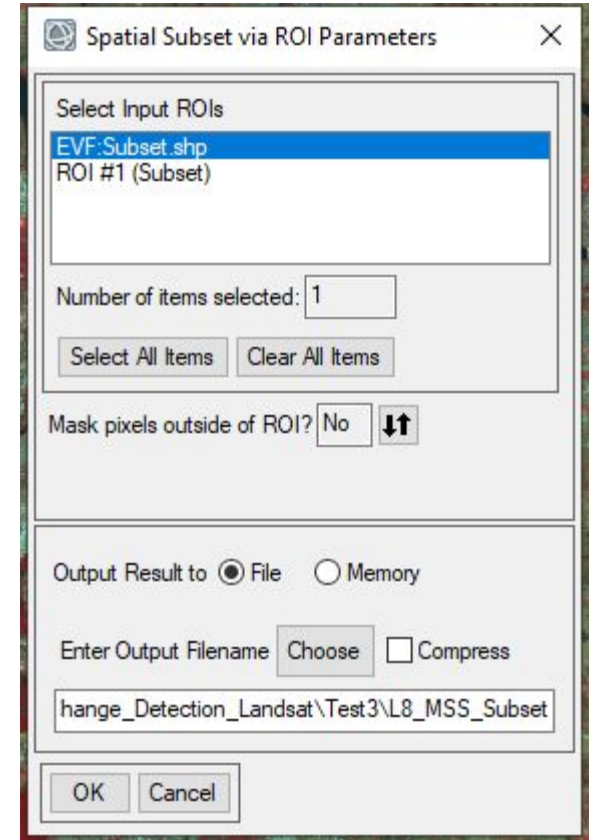 Spatial Subset via ROI Parameters
Select Input ROIs
EVF:Subset.shp
ROI #1 (Subset)
Number of items selected: 1
Select All Items Clear All Items
Mask pixels outside of ROI? No
Output Result to File Memory
Enter Output Filename Choose Compress
hange_Detection_Landsat\Test3\L8_MSS_Subset
OK Cancel